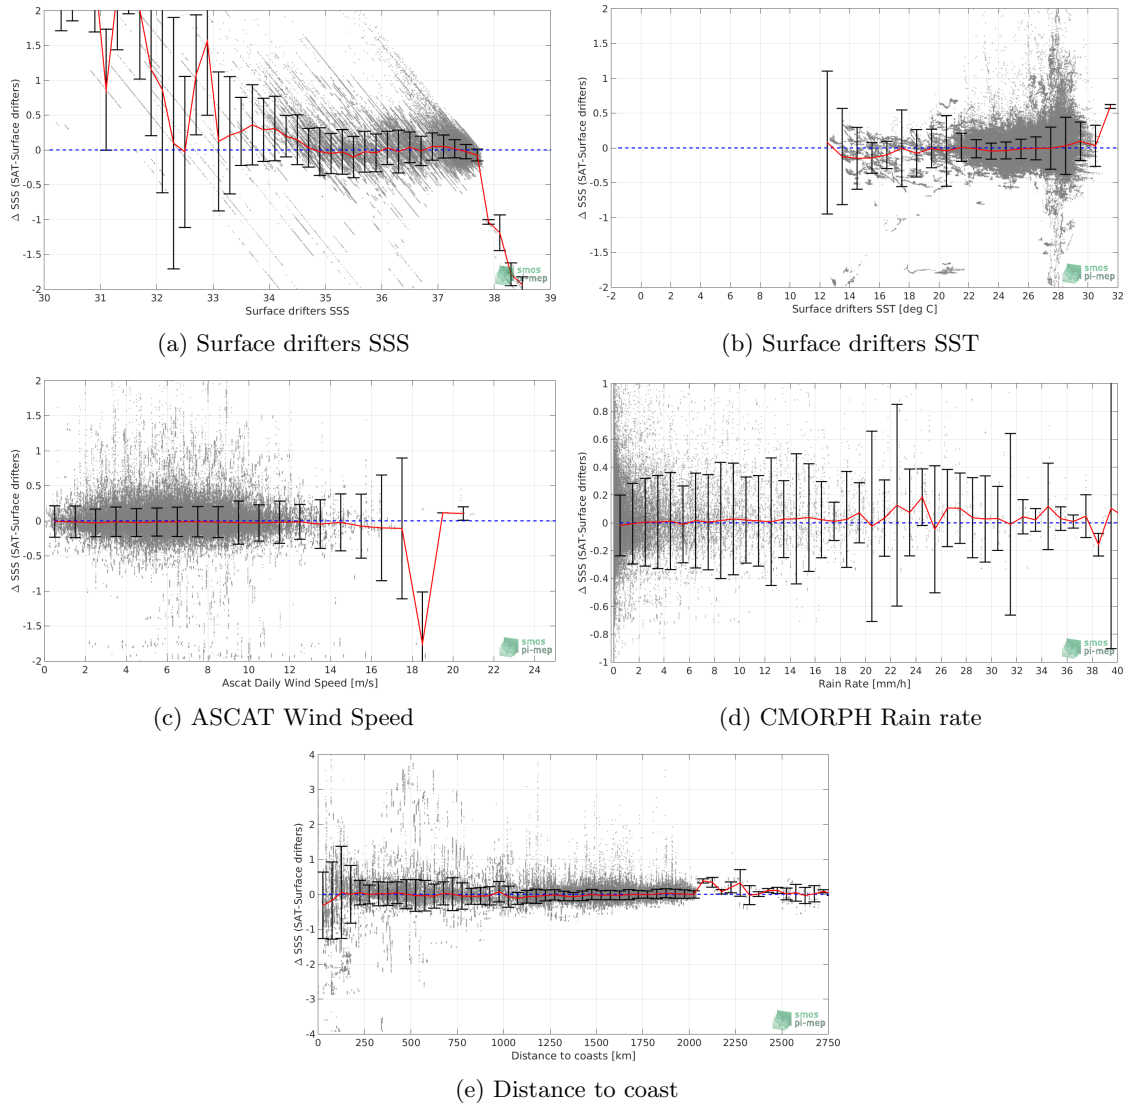 2
1.5
1
0.5
0
-0.5
-1
-1.5
-2
Δ SSS (SAT-Surface drifters)
30 31 32 33 34 35 36 37 38 39
Surface drifters SSS
smos
pi-mep
(a) Surface drifters SSS
2
1.5
1
0.5
0
-0.5
-1
-1.5
-2
Δ SSS (SAT-Surface drifters)
-2 0 2 4 6 8 10 12 14 16 18 20 22 24 26 28 30 32
Surface drifters SST [deg C]
smos
pi-mep
(b) Surface drifters SST
2
1.5
1
0.5
0
-0.5
-1
-1.5
-2
Δ SSS (SAT-Surface drifters)
0 2 4 6 8 10 12 14 16 18 20 22 24
Ascat Daily Wind Speed [m/s]
smos
pi-mep
(c) ASCAT Wind Speed
1
0.8
0.6
0.4
0.2
0
-0.2
-0.4
-0.6
-0.8
-1
Δ SSS (SAT-Surface drifters)
0 2 4 6 8 10 12 14 16 18 20 22 24 26 28 30 32 34 36 38 40
Rain Rate [mm/h]
smos
pi-mep
(d) CMORPH Rain rate
4
3
2
1
0
-1
-2
-3
-4
Δ SSS (SAT-Surface drifters)
0 250 500 750 1000 1250 1500 1750 2000 2250 2500 2750
Distance to coasts [km]
smos
pi-mep
(e) Distance to coast